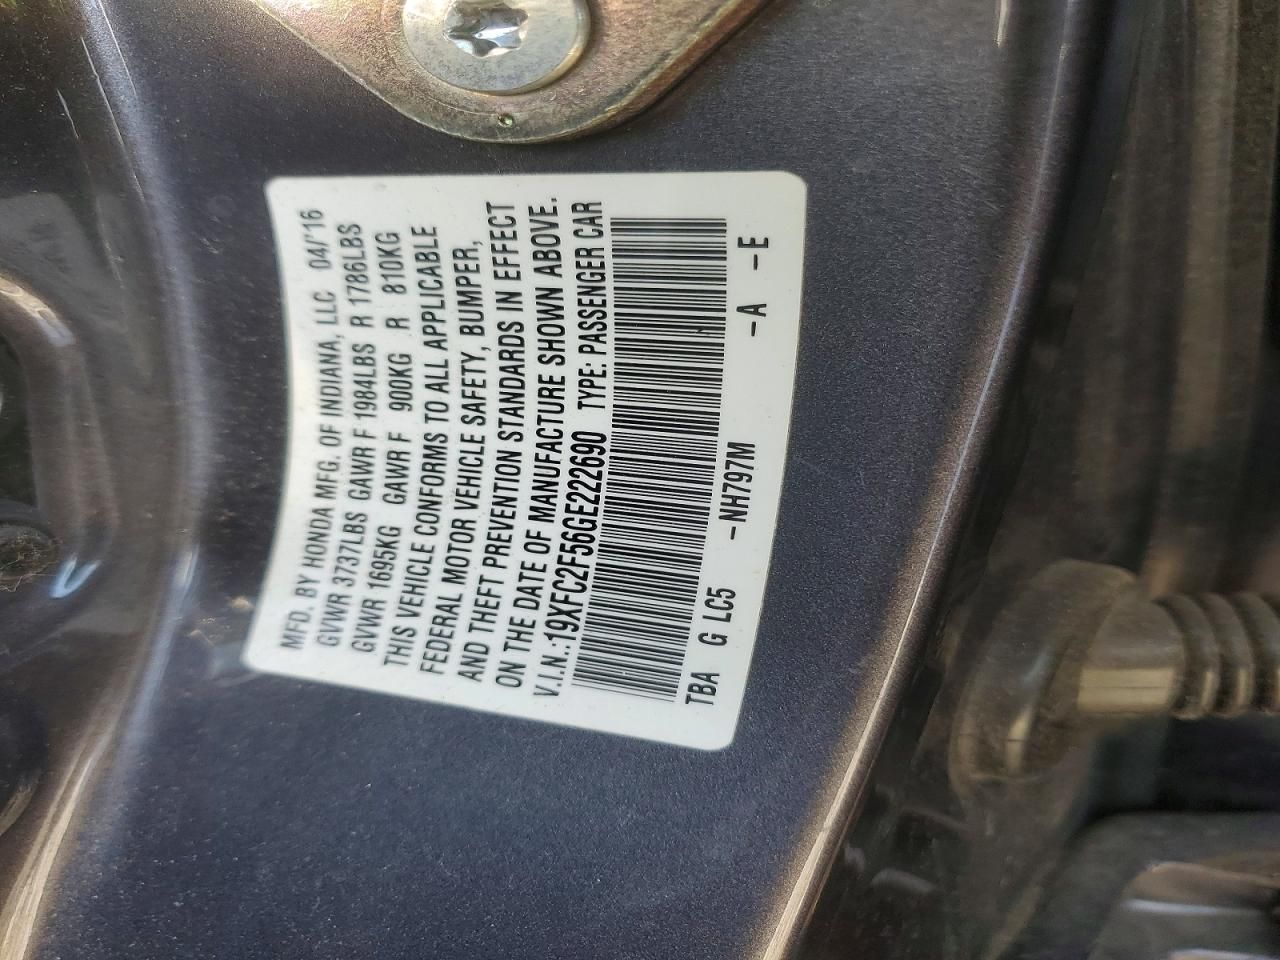 MFD. BY HONDA MFG. OF INDIANA, LLC 04/'16
GVWR 3737LBS GAWR F 1984LBS R 1786LBS
GVWR 1695KG GAWR F 900KG R 810KG
THIS VEHICLE CONFORMS TO ALL APPLICABLE
FEDERAL MOTOR VEHICLE SAFETY, BUMPER,
AND THEFT PREVENTION STANDARDS IN EFFECT
ON THE DATE OF MANUFACTURE SHOWN ABOVE.
V.I.N.:19XFC2F56GE222690 TYPE: PASSENGER CAR
TBA G LC5 -NH797M -A -E